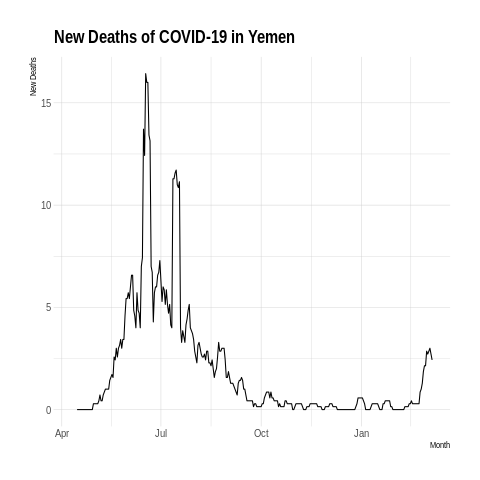 New Deaths of COVID-19 in Yemen
New Deaths
15
10
5
0
Apr Jul Oct Jan
Month